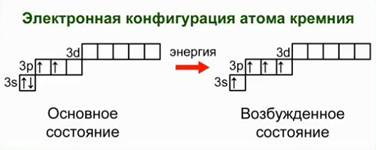 Электронная конфигурация атома кремния
3d
энергия
3d
3p ↑ ↑
3p ↑ ↑
3s ↑↓
3s ↑
Основное
состояние
Возбужденное
состояние